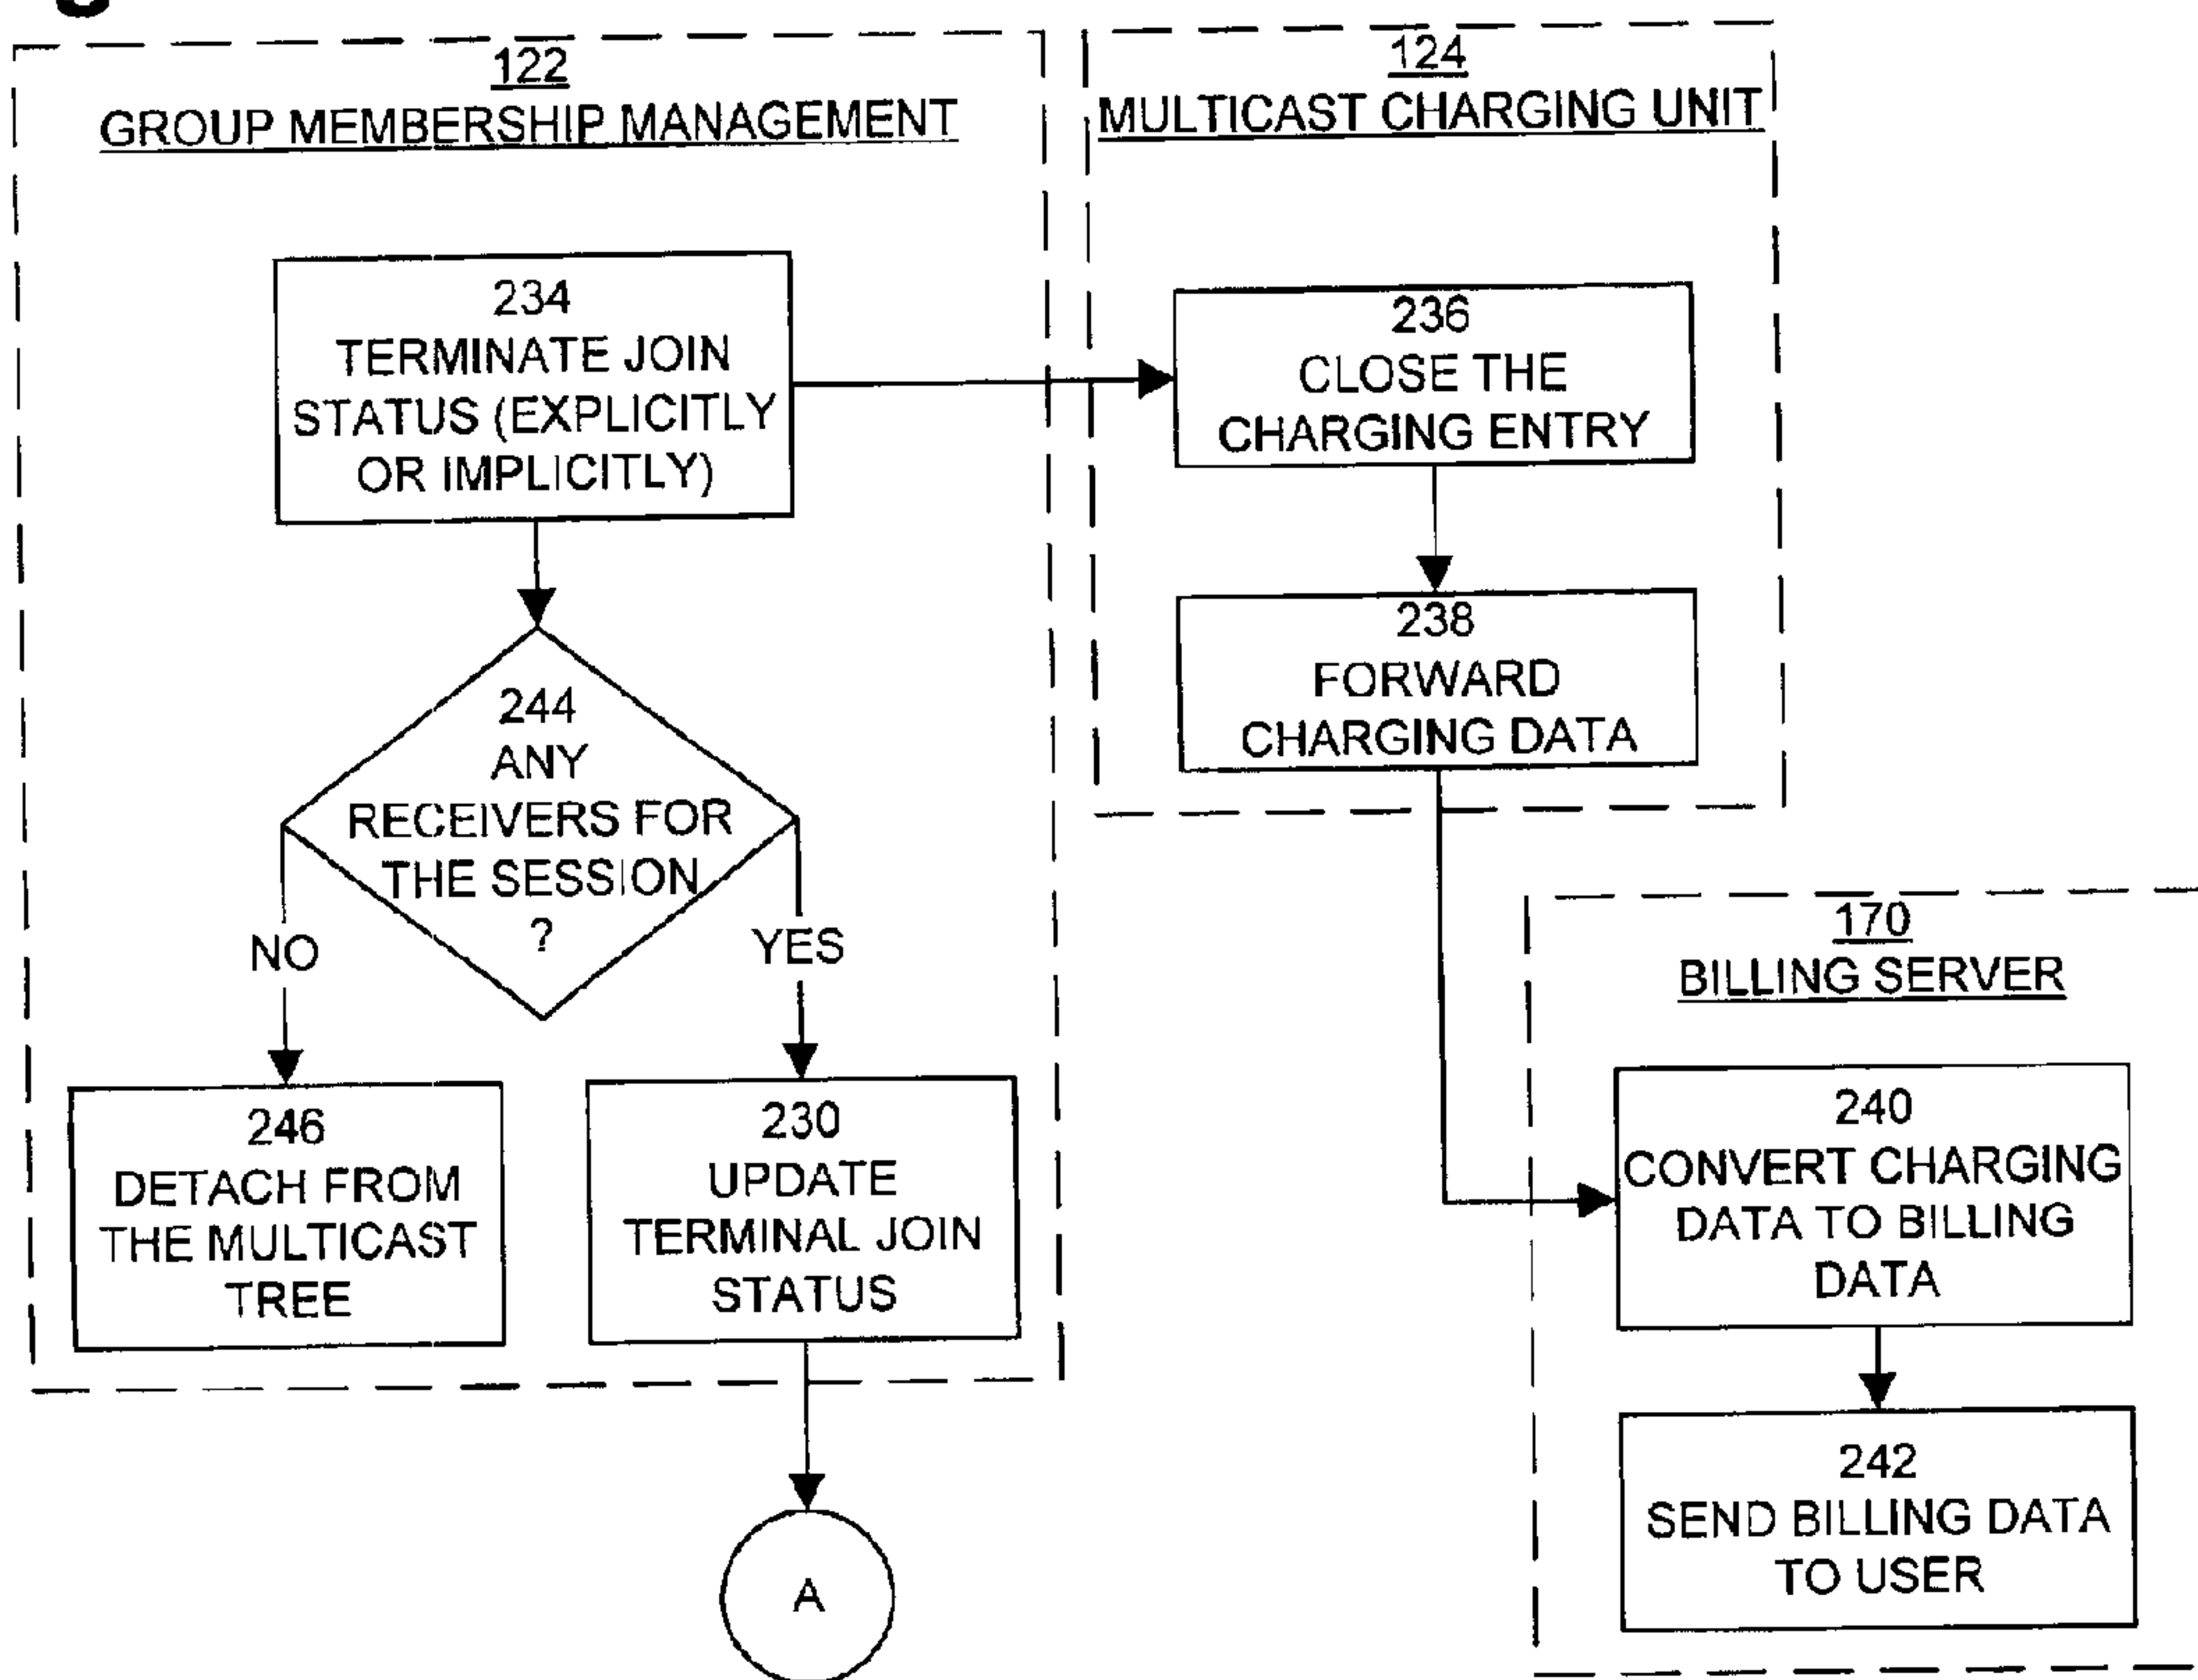 122
GROUP MEMBERSHIP MANAGEMENT
234
TERMINATE JOIN
STATUS (EXPLICITLY
OR IMPLICITLY)
244
ANY
RECEIVERS FOR
THE SESSION
?
NO
YES
246
DETACH FROM
THE MULTICAST
TREE
230
UPDATE
TERMINAL JOIN
STATUS
A
124
MULTICAST CHARGING UNIT
236
CLOSE THE
CHARGING ENTRY
238
FORWARD
CHARGING DATA
170
BILLING SERVER
240
CONVERT CHARGING
DATA TO BILLING
DATA
242
SEND BILLING DATA
TO USER